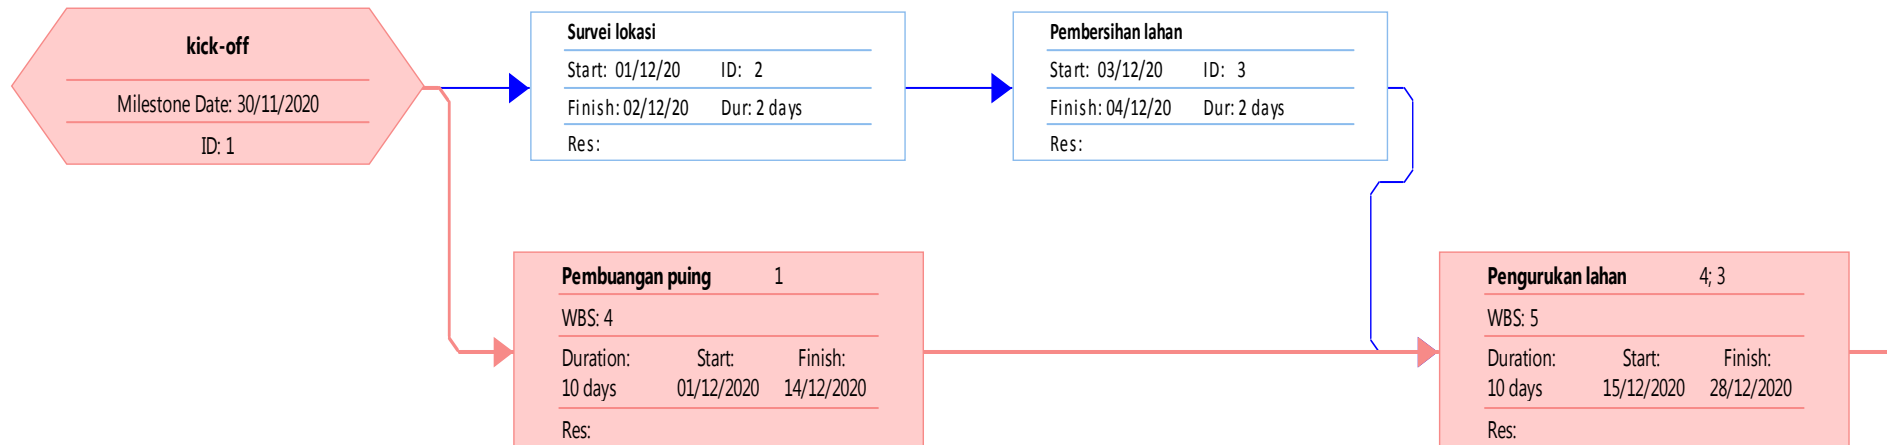 kick-off
Milestone Date: 30/11/2020
ID: 1
Survei lokasi
Start: 01/12/20 ID: 2
Finish: 02/12/20 Dur: 2 days
Res:
Pembersihan lahan
Start: 03/12/20 ID: 3
Finish: 04/12/20 Dur: 2 days
Res:
Pembuangan puing 1
WBS: 4
Duration: Start: Finish:
10 days 01/12/2020 14/12/2020
Res:
Pengurukan lahan 4; 3
WBS: 5
Duration: Start: Finish:
10 days 15/12/2020 28/12/2020
Res: